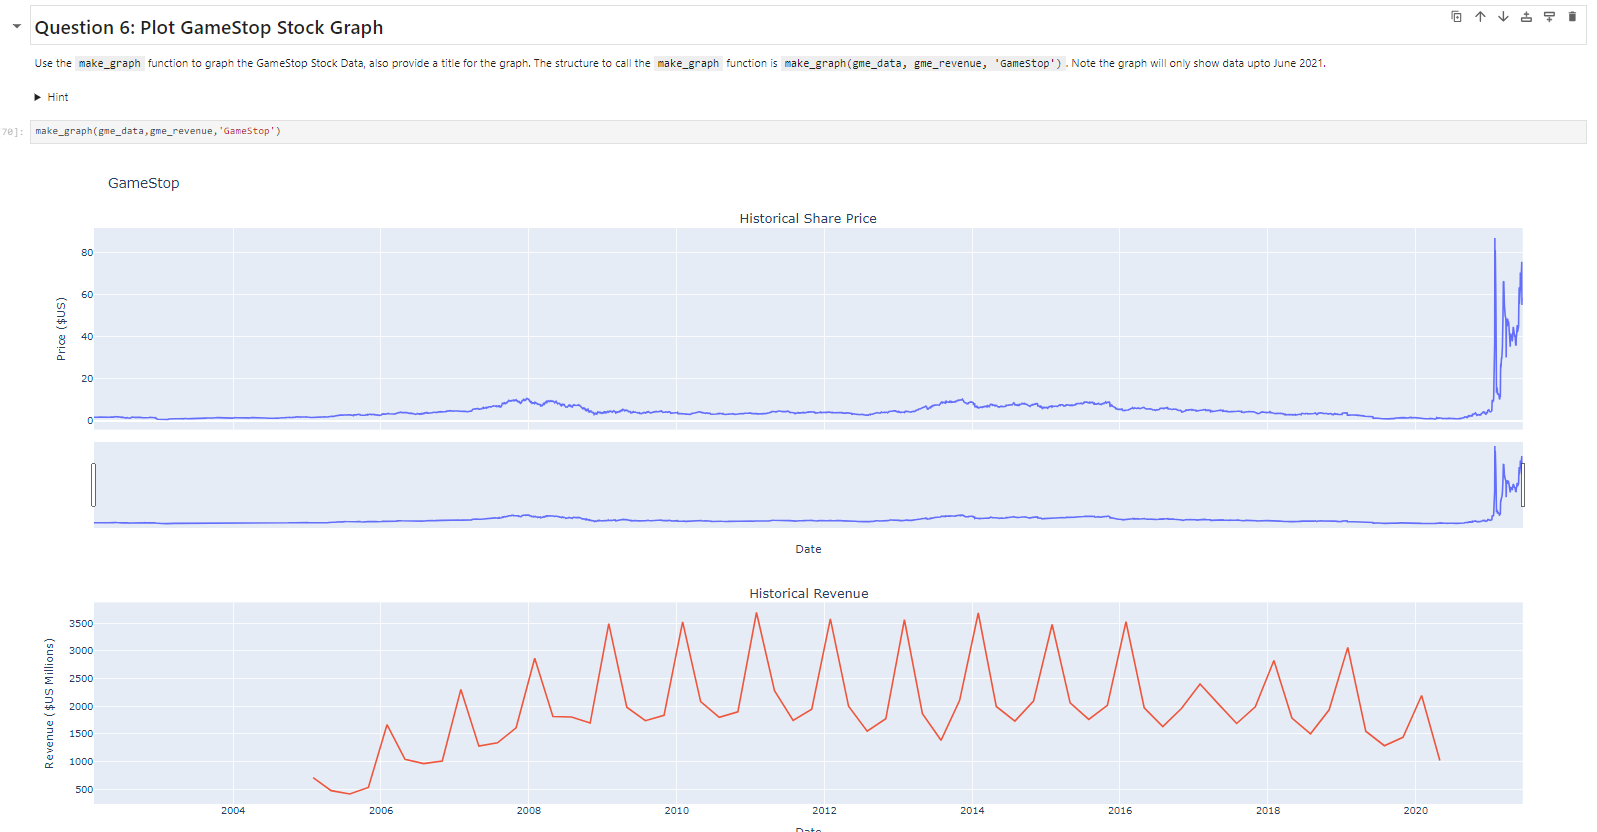 Question 6: Plot GameStop Stock Graph
Use the make_graph function to graph the GameStop Stock Data, also provide a title for the graph. The structure to call the make_graph function is make_graph(gme_data, gme_revenue, 'GameStop'). Note the graph will only show data upto June 2021.
Hint
70]:
make_graph(gme_data,gme_revenue,'GameStop')
GameStop
Historical Share Price
80
60
40
20
0
Price ($US)
Date
Historical Revenue
3500
3000
2500
2000
1500
1000
500
Revenue ($US Millions)
2004 2006 2008 2010 2012 2014 2016 2018 2020
Date